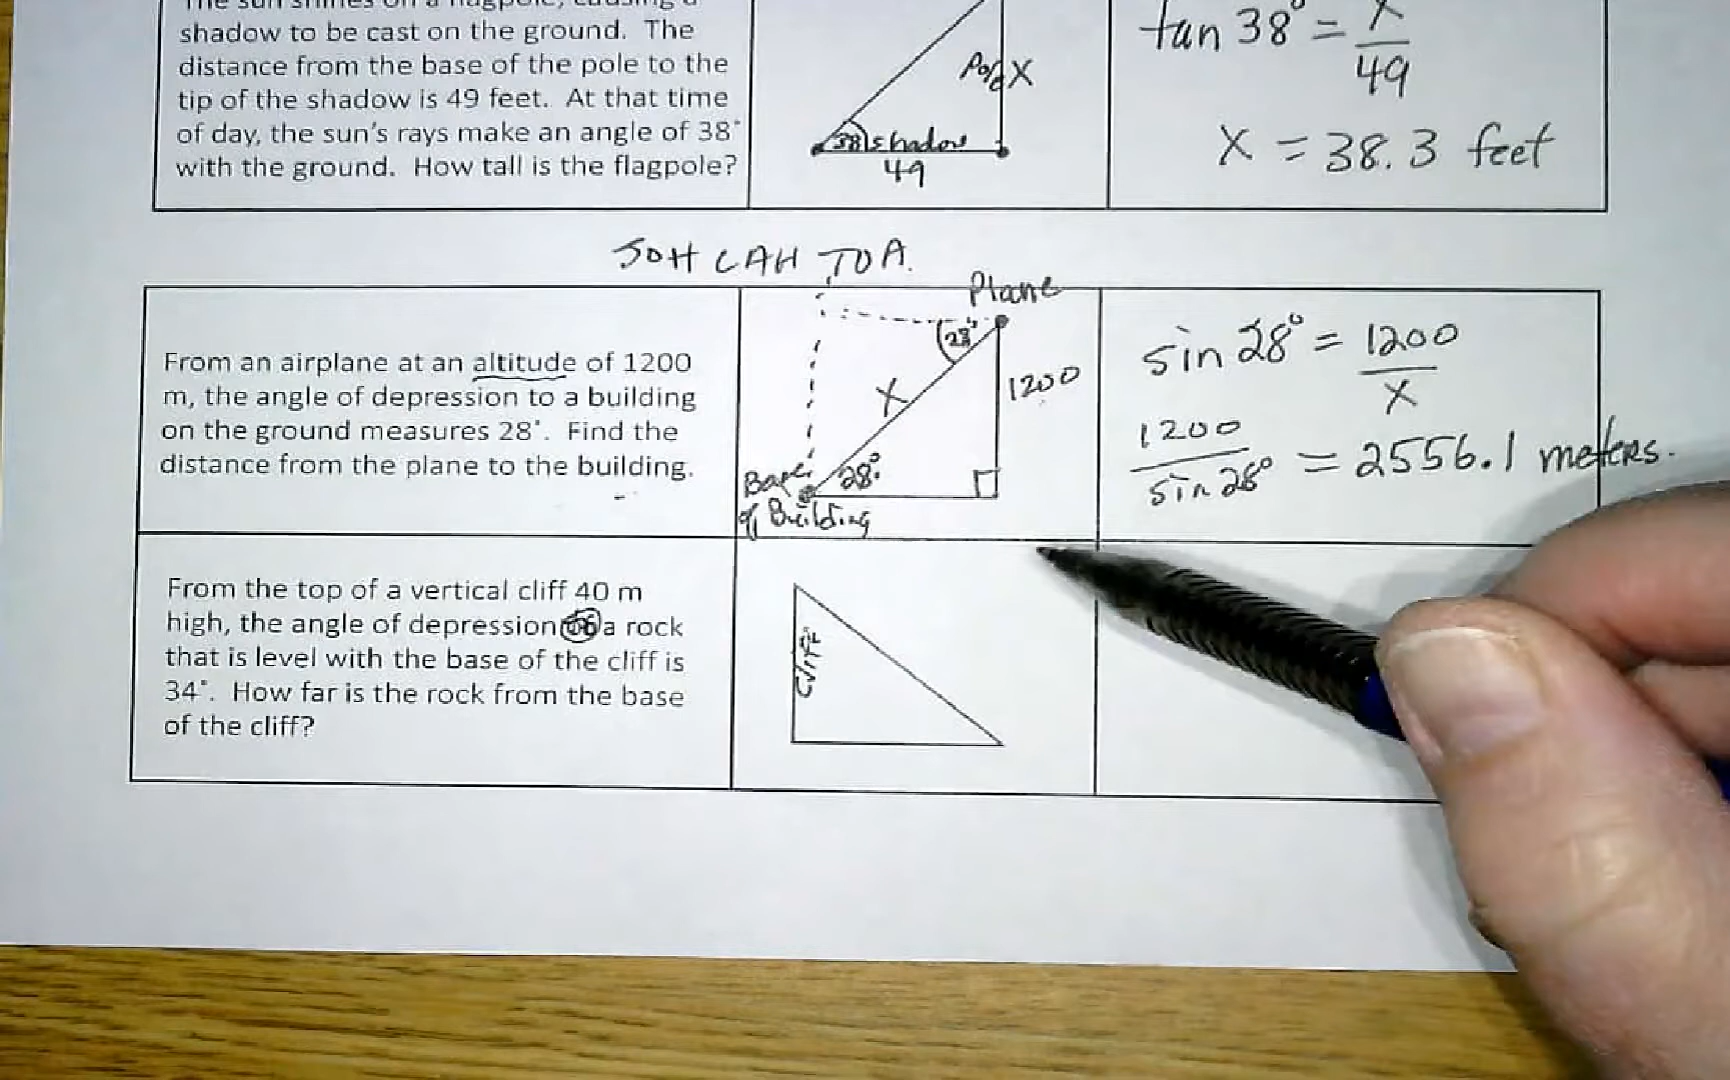 The sun shines on a flagpole, causing a
shadow to be cast on the ground. The
distance from the base of the pole to the
tip of the shadow is 49 feet. At that time
of day, the sun's rays make an angle of 38°
with the ground. How tall is the flagpole?
X
38° shadow
49
tan 38° = X
49
X = 38.3 feet
SOH CAH TOA.
From an airplane at an altitude of 1200
m, the angle of depression to a building
on the ground measures 28°. Find the
distance from the plane to the building.
Plane
28°
1200
X
28°
Base
of Building
sin 28° = 1200
X
1200
sin 28° = 2556.1 meters.
From the top of a vertical cliff 40 m
high, the angle of depression a rock
that is level with the base of the cliff is
34°. How far is the rock from the base
of the cliff?
Cliff